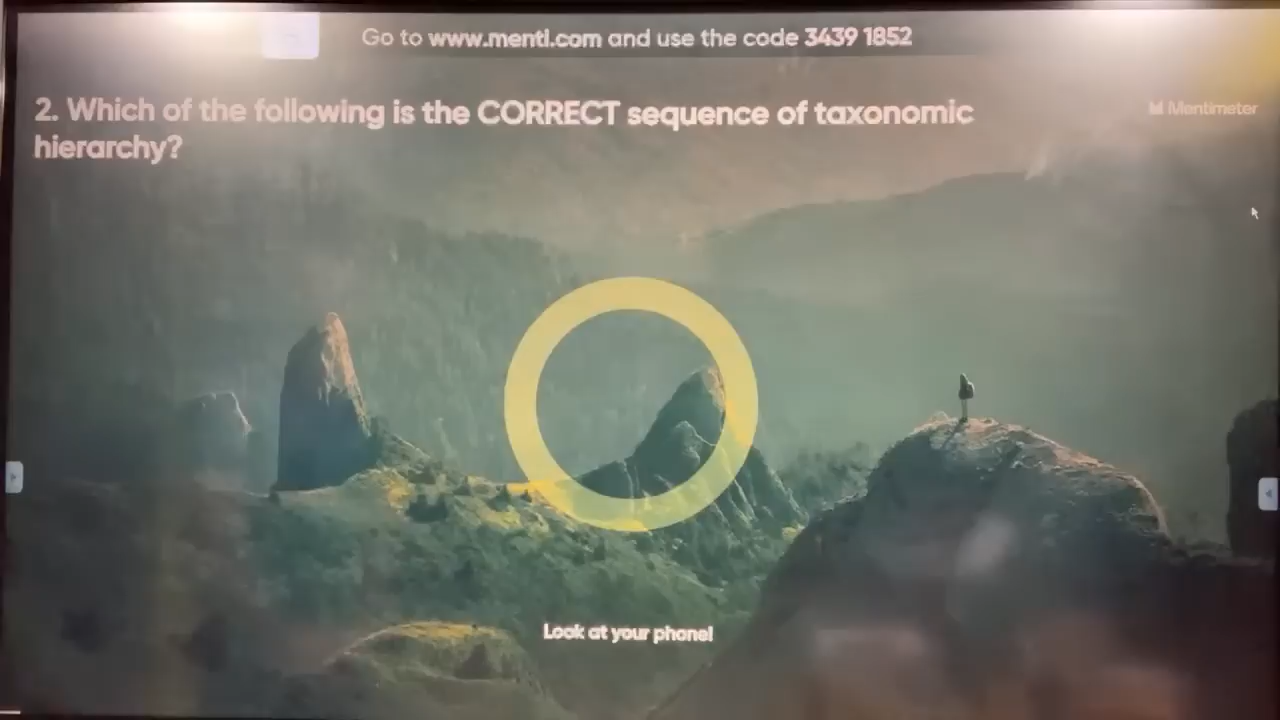 Go to www.menti.com and use the code 3439 1852
2. Which of the following is the CORRECT sequence of taxonomic
hierarchy?
Mentimeter
Look at your phone!